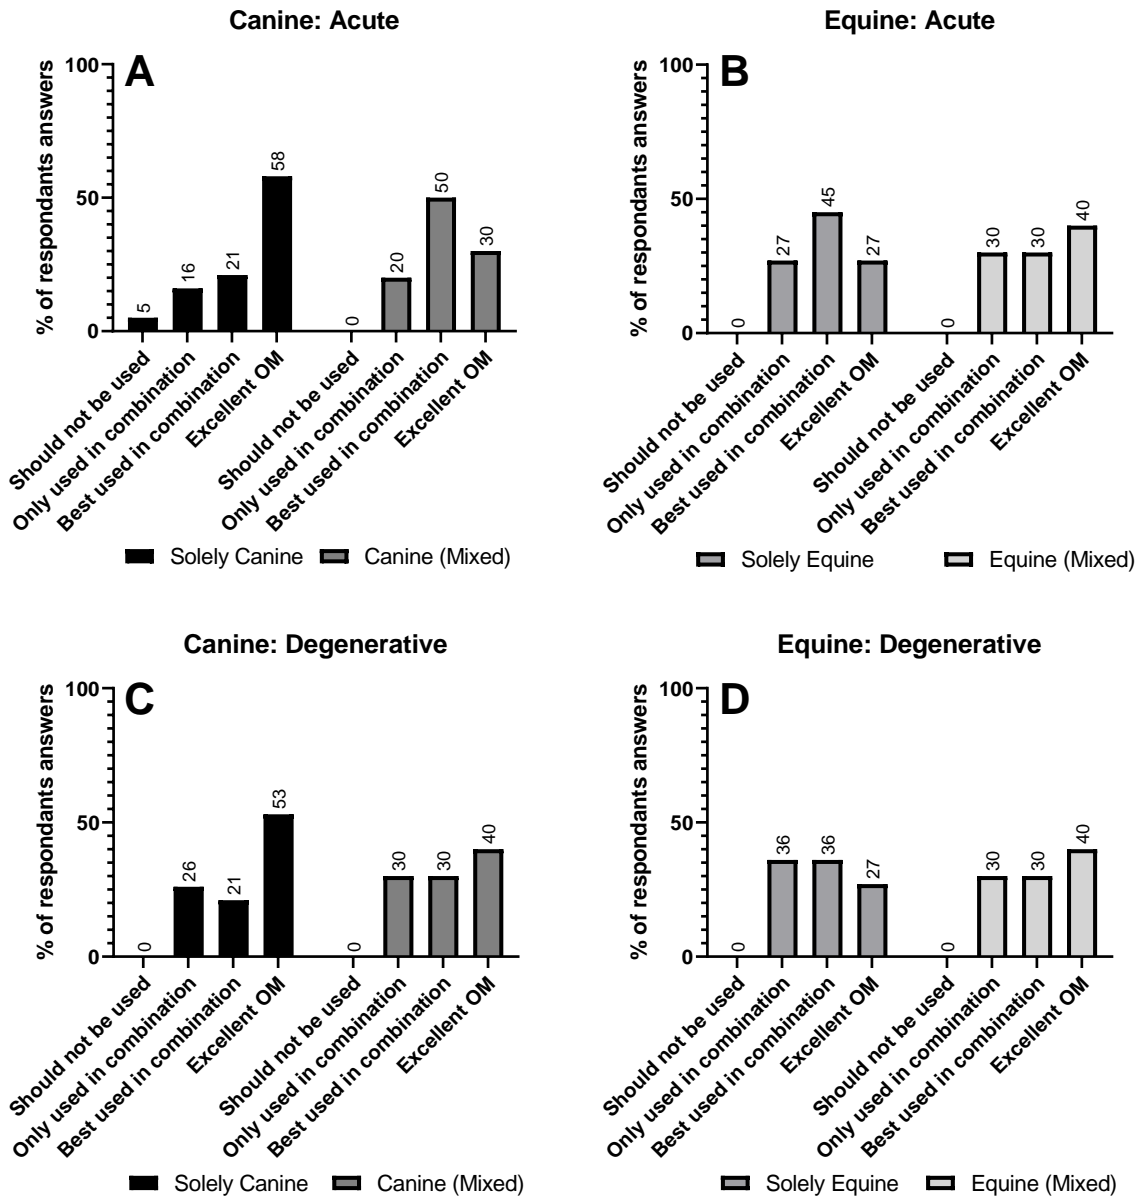 Canine: Acute
A
% of respondants answers
100
50
0
5
16
21
58
0
20
50
30
Should not be used
Only used in combination
Best used in combination
Excellent OM
Should not be used
Only used in combination
Best used in combination
Excellent OM
Solely Canine
Canine (Mixed)
Equine: Acute
B
% of respondants answers
100
50
0
0
27
45
27
0
30
30
40
Should not be used
Only used in combination
Best used in combination
Excellent OM
Should not be used
Only used in combination
Best used in combination
Excellent OM
Solely Equine
Equine (Mixed)
Canine: Degenerative
C
% of respondants answers
100
50
0
0
26
21
53
0
30
30
40
Should not be used
Only used in combination
Best used in combination
Excellent OM
Should not be used
Only used in combination
Best used in combination
Excellent OM
Solely Canine
Canine (Mixed)
Equine: Degenerative
D
% of respondants answers
100
50
0
0
36
36
27
0
30
30
40
Should not be used
Only used in combination
Best used in combination
Excellent OM
Should not be used
Only used in combination
Best used in combination
Excellent OM
Solely Equine
Equine (Mixed)